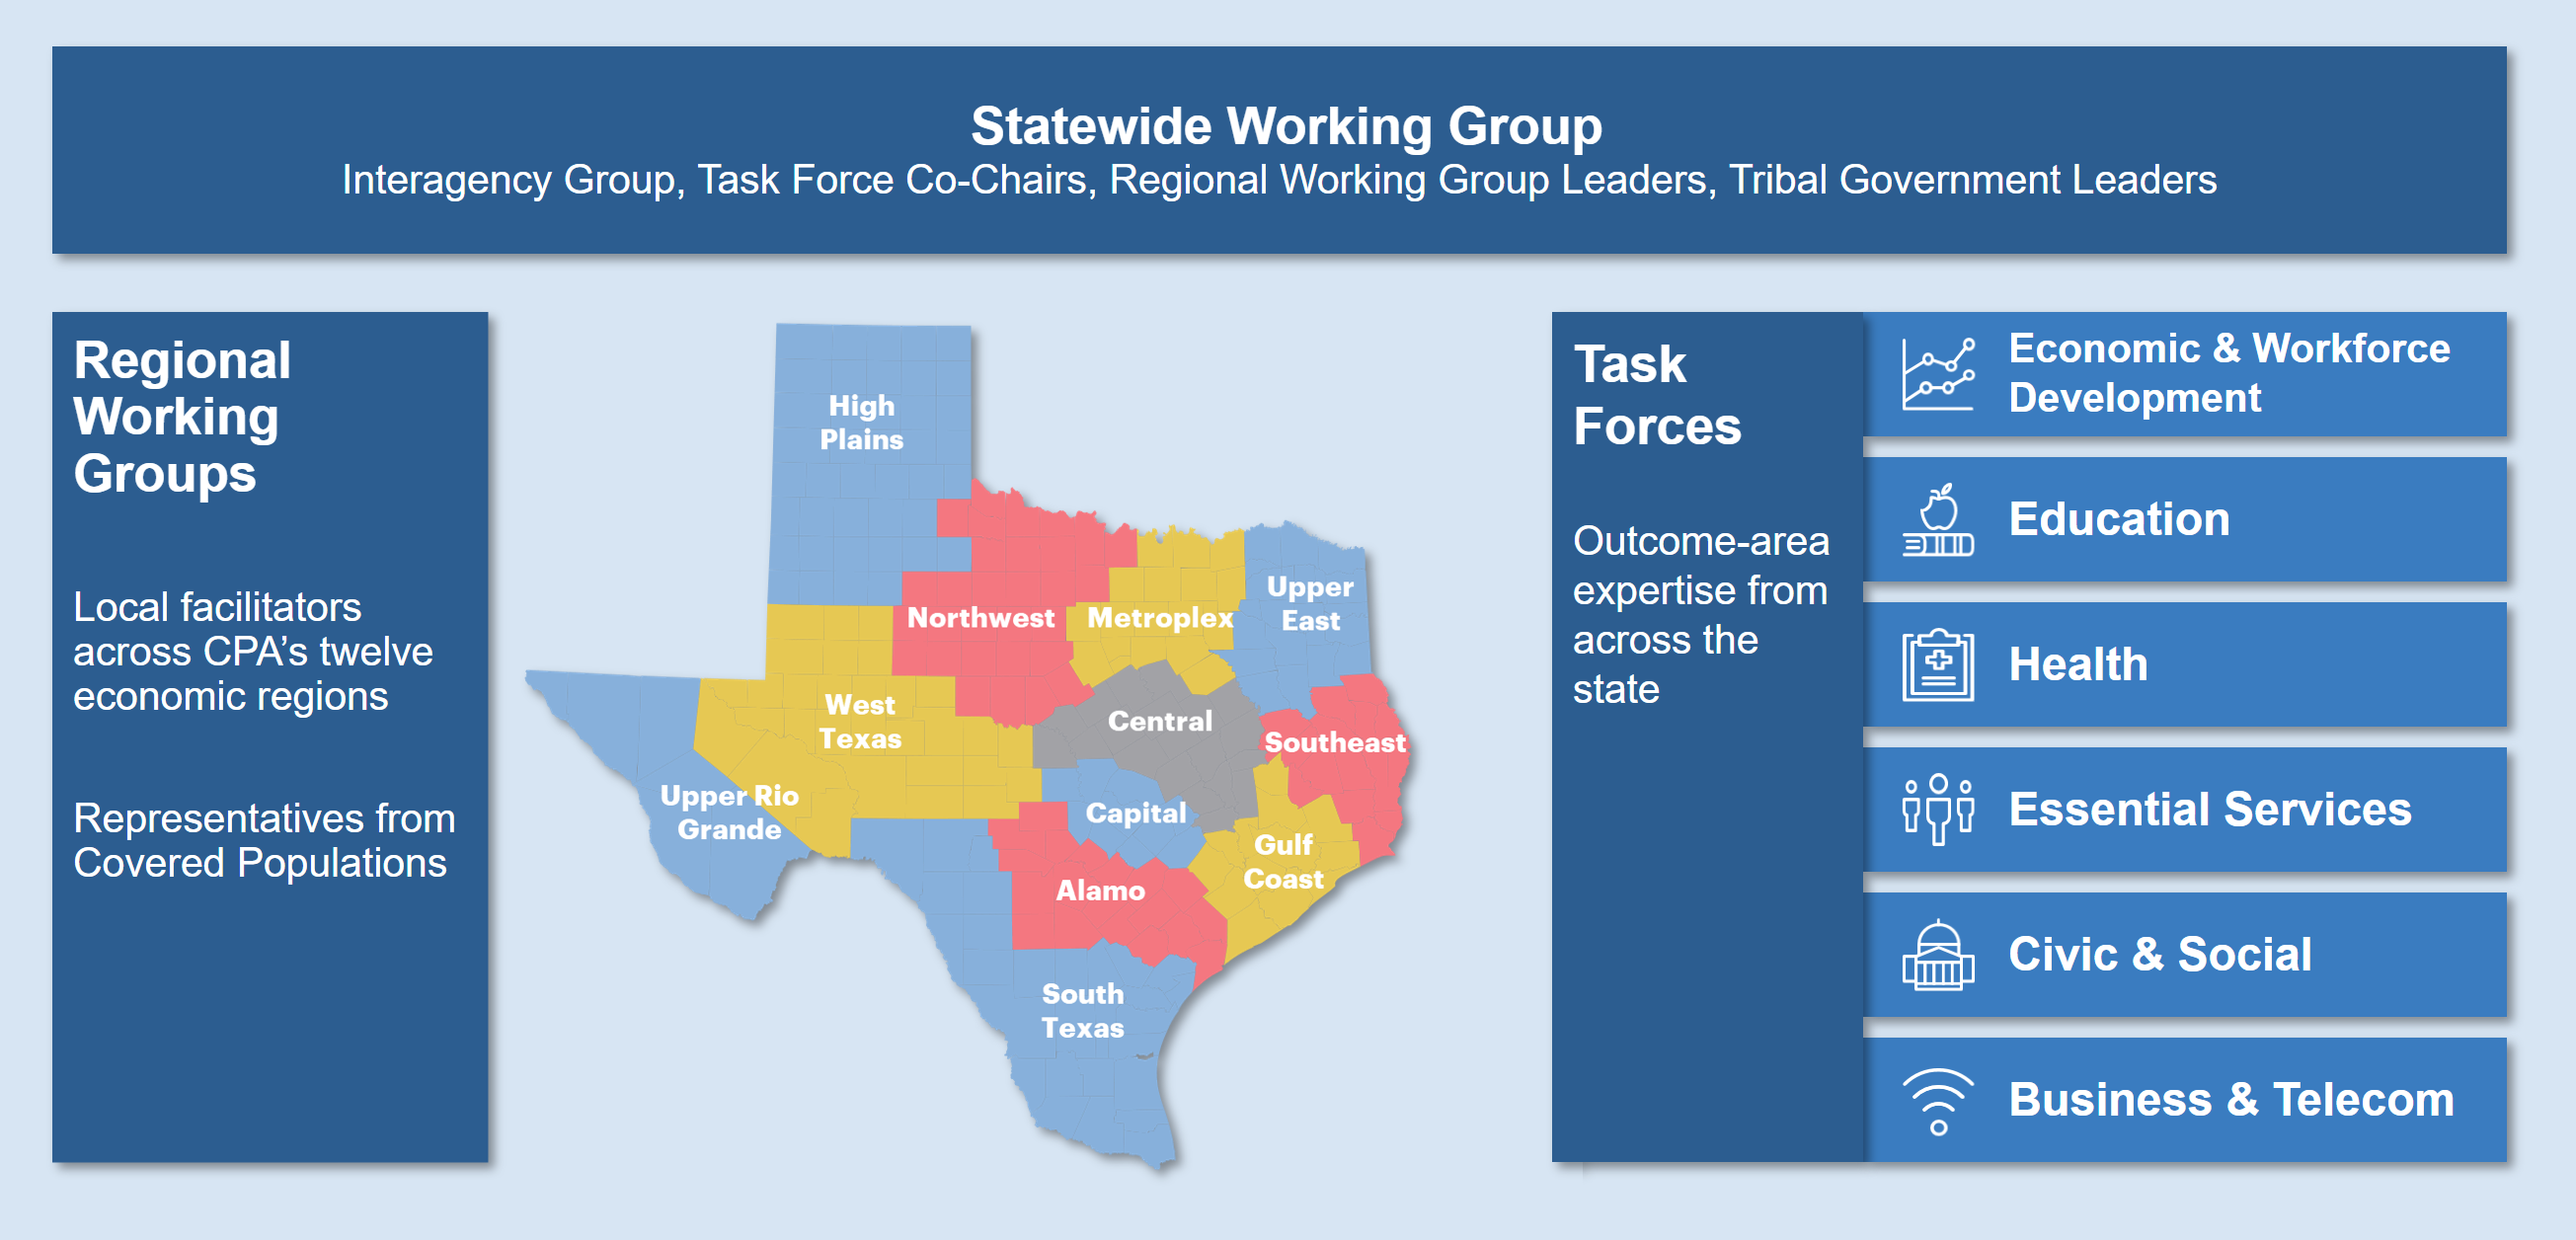 Statewide Working Group
Interagency Group, Task Force Co-Chairs, Regional Working Group Leaders, Tribal Government Leaders
Regional
Working
Groups
Local facilitators
across CPA’s twelve
economic regions
Representatives from
Covered Populations
High
Plains
Northwest
Metroplex
Upper
East
West
Texas
Central
Southeast
Upper Rio
Grande
Capital
Gulf
Coast
Alamo
South
Texas
Task
Forces
Outcome-area
expertise from
across the
state
Economic & Workforce
Development
Education
Health
Essential Services
Civic & Social
Business & Telecom